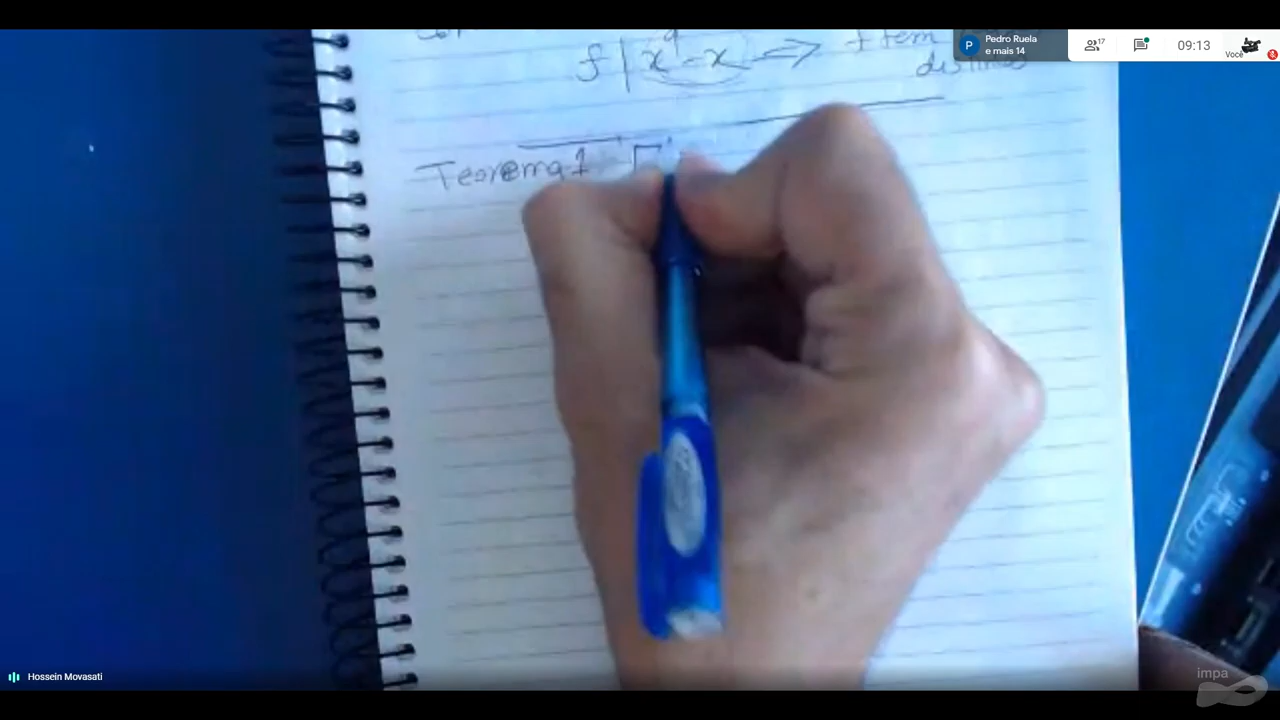 Pedro Ruela
e mais 14
17
09:13
Você
P
f | x^q - x => f tem
distintas
Teorema 1
Hossein Movasati
impa